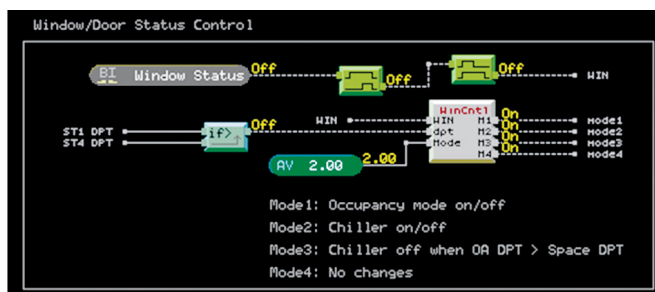 Window/Door Status Control
BI Window Status Off
Off
Off WIN
ST1 DPT
ST4 DPT
if> Off
WIN
WinCntl
WIN M1 On Mode1
dpt M2 On Mode2
Mode M3 On Mode3
M4 On Mode4
AV 2.00 2.00
Mode1: Occupancy mode on/off
Mode2: Chiller on/off
Mode3: Chiller off when OA DPT > Space DPT
Mode4: No changes